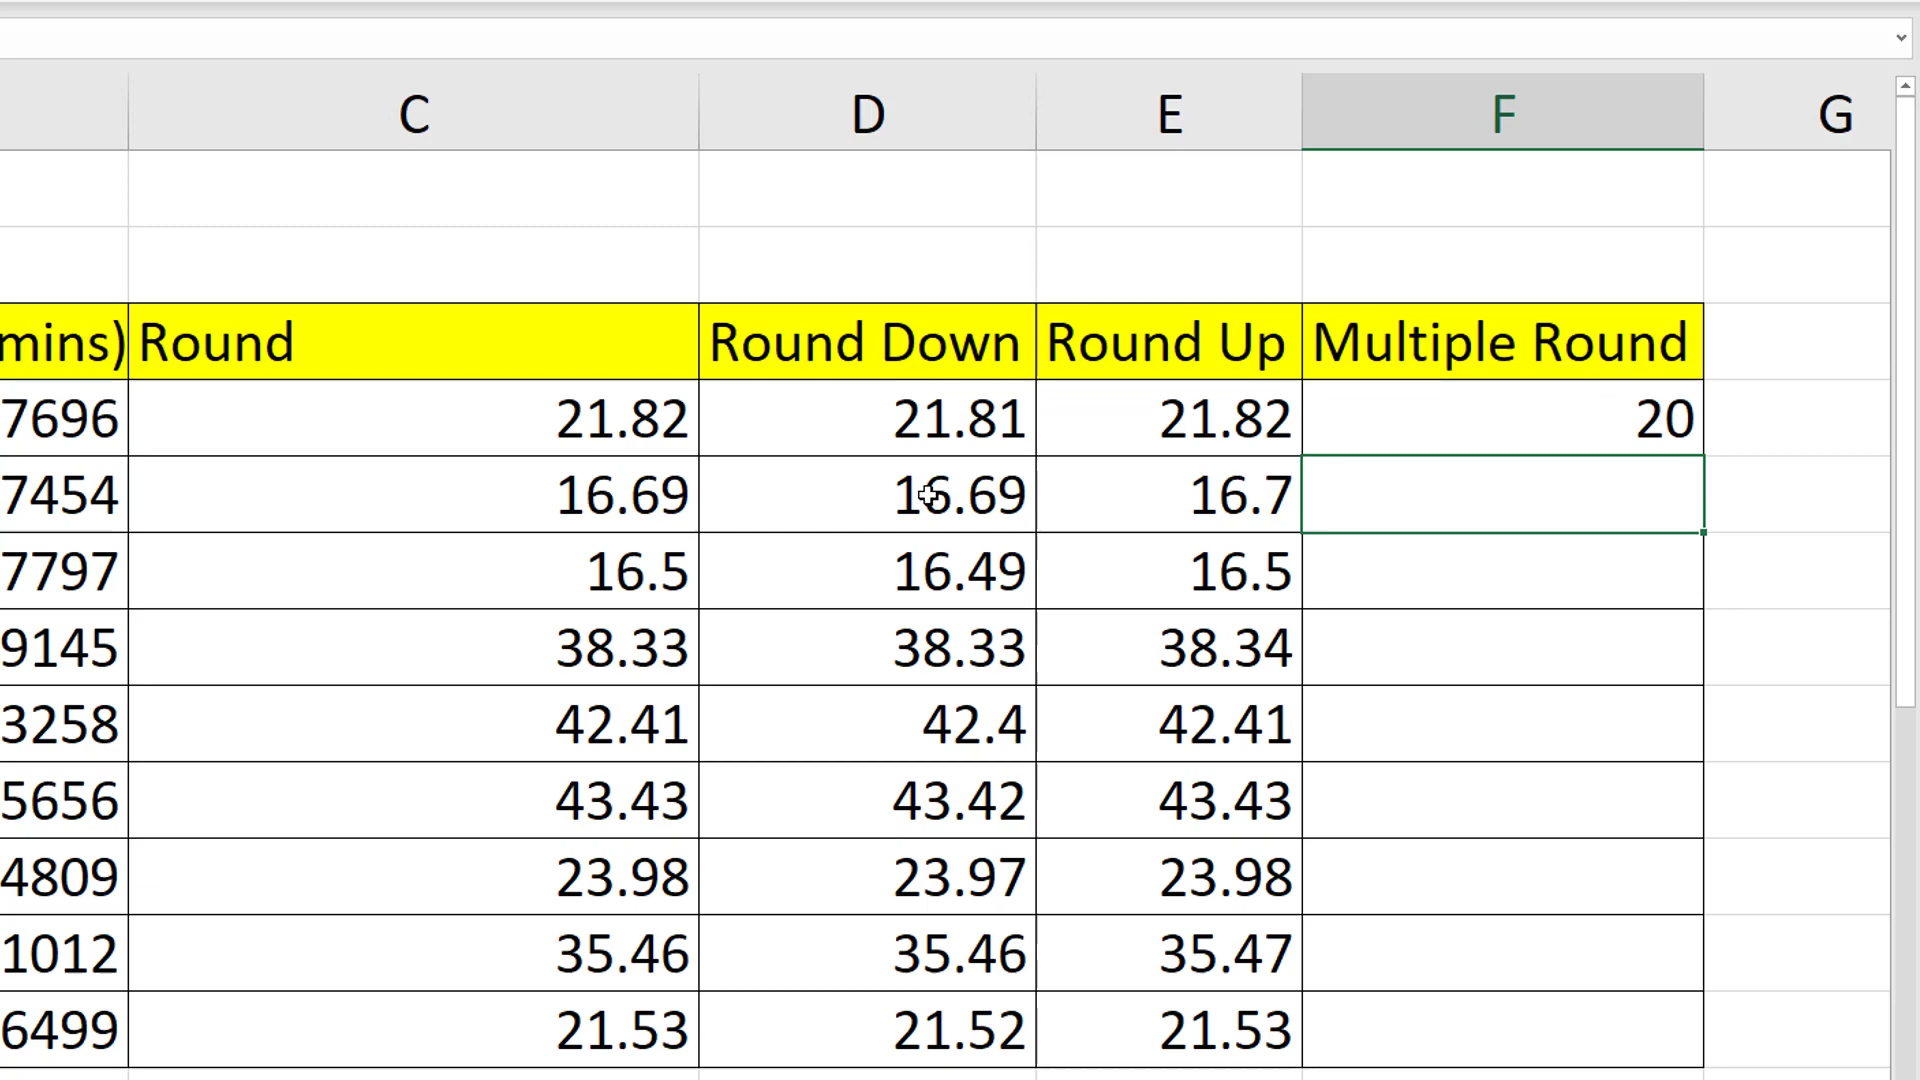 C D E F G
mins) Round Round Down Round Up Multiple Round
7696 21.82 21.81 21.82 20
7454 16.69 16.69 16.7
7797 16.5 16.49 16.5
9145 38.33 38.33 38.34
3258 42.41 42.4 42.41
5656 43.43 43.42 43.43
4809 23.98 23.97 23.98
1012 35.46 35.46 35.47
6499 21.53 21.52 21.53